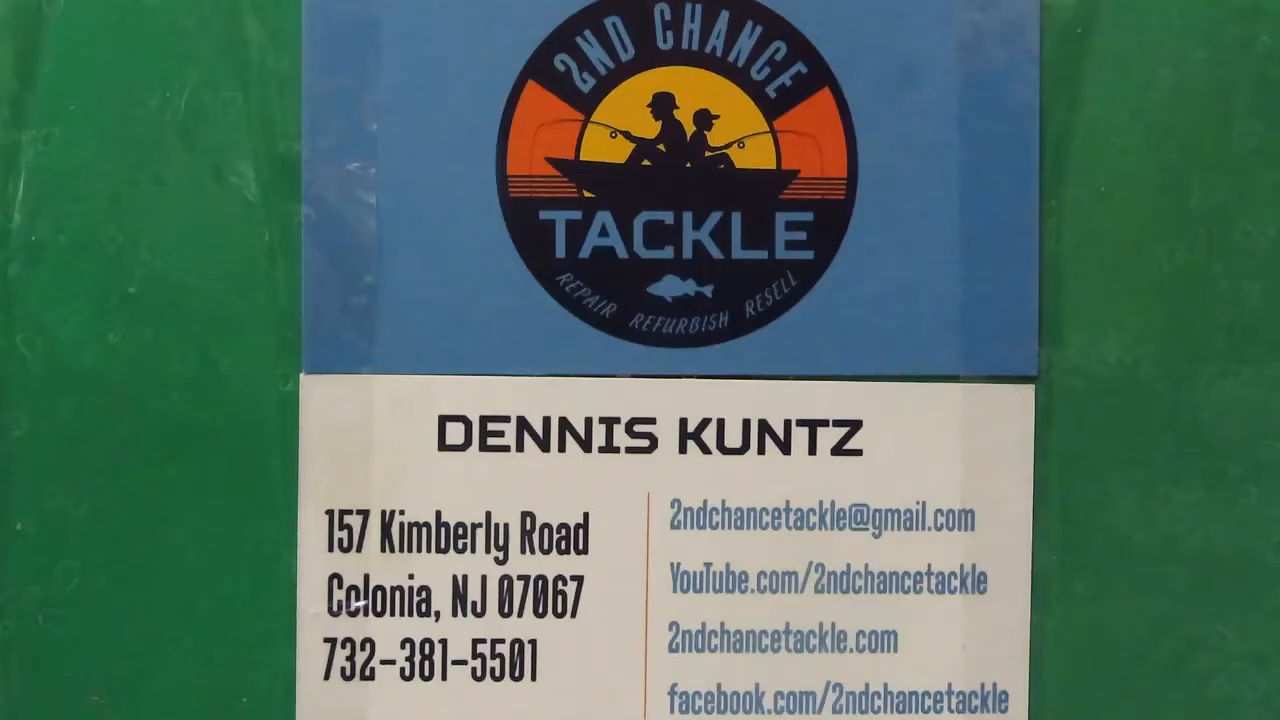 2ND CHANCE
TACKLE
REPAIR REFURBISH RESELL
DENNIS KUNTZ
157 Kimberly Road
Colonia, NJ 07067
732-381-5501
2ndchancetackle@gmail.com
YouTube.com/2ndchancetackle
2ndchancetackle.com
facebook.com/2ndchancetackle